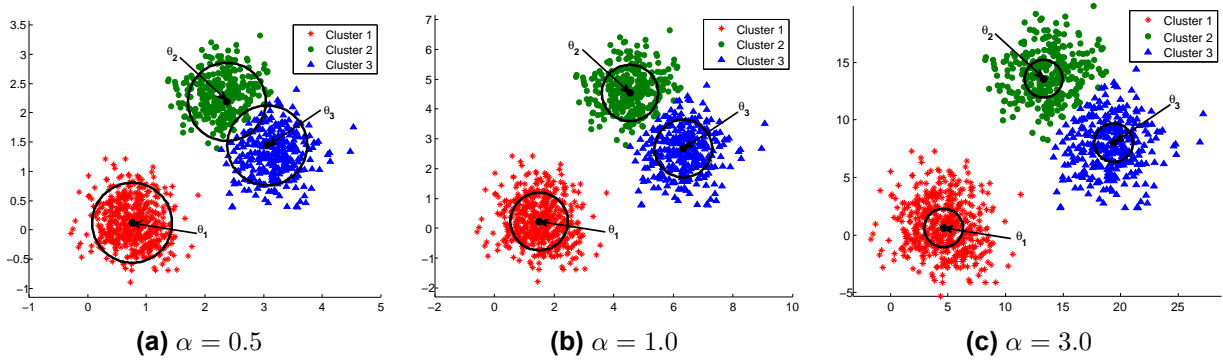 3.5
3
2.5
2
1.5
1
0.5
0
−0.5
−1
−1 0 1 2 3 4 5
Cluster 1
Cluster 2
Cluster 3
θ2
θ3
θ1
(a) α = 0.5
7
6
5
4
3
2
1
0
−1
−2
−2 0 2 4 6 8 10
Cluster 1
Cluster 2
Cluster 3
θ2
θ3
θ1
(b) α = 1.0
15
10
5
0
−5
0 5 10 15 20 25
Cluster 1
Cluster 2
Cluster 3
θ2
θ3
θ1
(c) α = 3.0